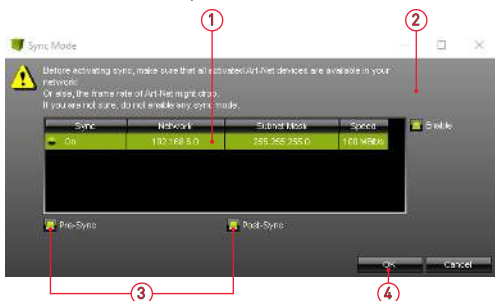 1
2
Sync Mode
Before activating sync, make sure that all activated Art-Net devices are available in your
network!
Or else, the frame rate of Art-Net might drop.
If you are not sure, do not enable any sync mode.
Sync Network Subnet Mask Speed
On 192.168.5.0 255.255.255.0 100 MBit/s
Enable
Pre-Sync Post-Sync
OK Cancel
3
4